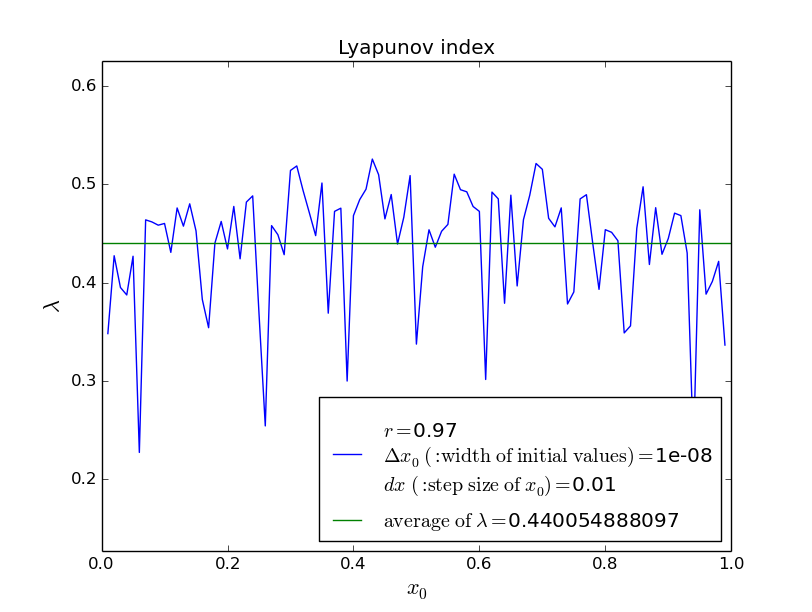 Lyapunov index
0.6
0.5
0.4
0.3
0.2
λ
r=0.97
Δx₀ (:width of initial values)=1e-08
dx (:step size of x₀)=0.01
average of λ=0.440054888097
0.0 0.2 0.4 0.6 0.8 1.0
x₀